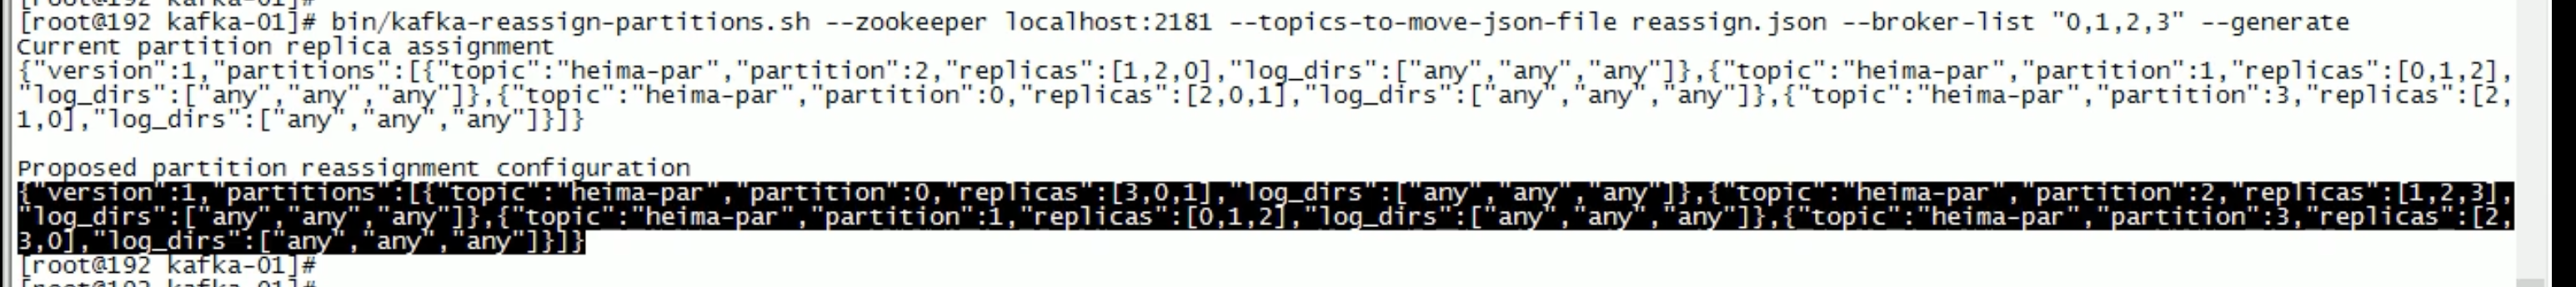 [root@192 kafka-01]#
[root@192 kafka-01]# bin/kafka-reassign-partitions.sh --zookeeper localhost:2181 --topics-to-move-json-file reassign.json --broker-list "0,1,2,3" --generate
Current partition replica assignment
{"version":1,"partitions":[{"topic":"heima-par","partition":2,"replicas":[1,2,0],"log_dirs":["any","any","any"]},{"topic":"heima-par","partition":1,"replicas":[0,1,2],
"log_dirs":["any","any","any"]},{"topic":"heima-par","partition":0,"replicas":[2,0,1],"log_dirs":["any","any","any"]},{"topic":"heima-par","partition":3,"replicas":[2,
1,0],"log_dirs":["any","any","any"]}]}
Proposed partition reassignment configuration
{"version":1,"partitions":[{"topic":"heima-par","partition":0,"replicas":[3,0,1],"log_dirs":["any","any","any"]},{"topic":"heima-par","partition":2,"replicas":[1,2,3],
"log_dirs":["any","any","any"]},{"topic":"heima-par","partition":1,"replicas":[0,1,2],"log_dirs":["any","any","any"]},{"topic":"heima-par","partition":3,"replicas":[2,
3,0],"log_dirs":["any","any","any"]}]}
[root@192 kafka-01]#
[root@192 kafka-01]#